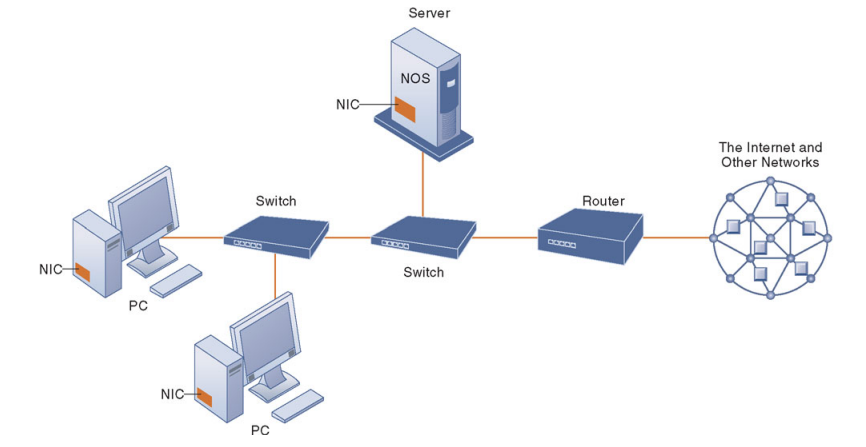 Server
NOS
NIC
The Internet and
Other Networks
Switch
Router
Switch
NIC
PC
NIC
PC